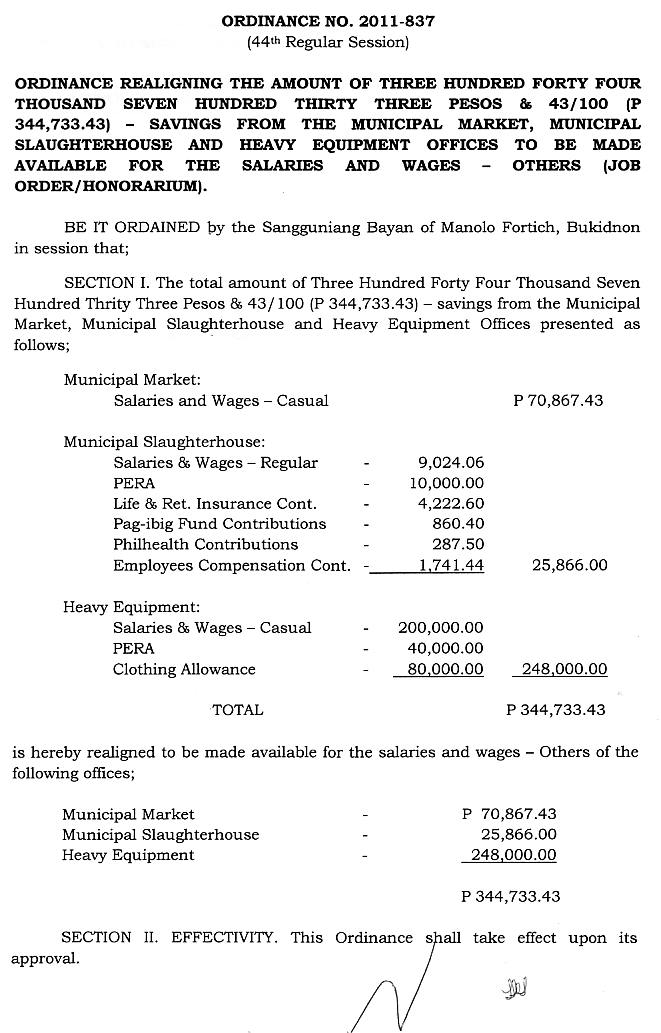 ORDINANCE NO. 2011-837
(44th Regular Session)
ORDINANCE REALIGNING THE AMOUNT OF THREE HUNDRED FORTY FOUR
THOUSAND SEVEN HUNDRED THIRTY THREE PESOS & 43/100 (P
344,733.43) – SAVINGS FROM THE MUNICIPAL MARKET, MUNICIPAL
SLAUGHTERHOUSE AND HEAVY EQUIPMENT OFFICES TO BE MADE
AVAILABLE FOR THE SALARIES AND WAGES – OTHERS (JOB
ORDER/HONORARIUM).
BE IT ORDAINED by the Sangguniang Bayan of Manolo Fortich, Bukidnon
in session that;
SECTION I. The total amount of Three Hundred Forty Four Thousand Seven
Hundred Thrity Three Pesos & 43/100 (P 344,733.43) – savings from the Municipal
Market, Municipal Slaughterhouse and Heavy Equipment Offices presented as
follows;
Municipal Market:
Salaries and Wages – Casual P 70,867.43
Municipal Slaughterhouse:
Salaries & Wages – Regular - 9,024.06
PERA - 10,000.00
Life & Ret. Insurance Cont. - 4,222.60
Pag-ibig Fund Contributions - 860.40
Philhealth Contributions - 287.50
Employees Compensation Cont. - 1,741.44 25,866.00
Heavy Equipment:
Salaries & Wages – Casual - 200,000.00
PERA - 40,000.00
Clothing Allowance - 80,000.00 248,000.00
TOTAL P 344,733.43
is hereby realigned to be made available for the salaries and wages – Others of the
following offices;
Municipal Market - P 70,867.43
Municipal Slaughterhouse - 25,866.00
Heavy Equipment - 248,000.00
P 344,733.43
SECTION II. EFFECTIVITY. This Ordinance shall take effect upon its
approval.